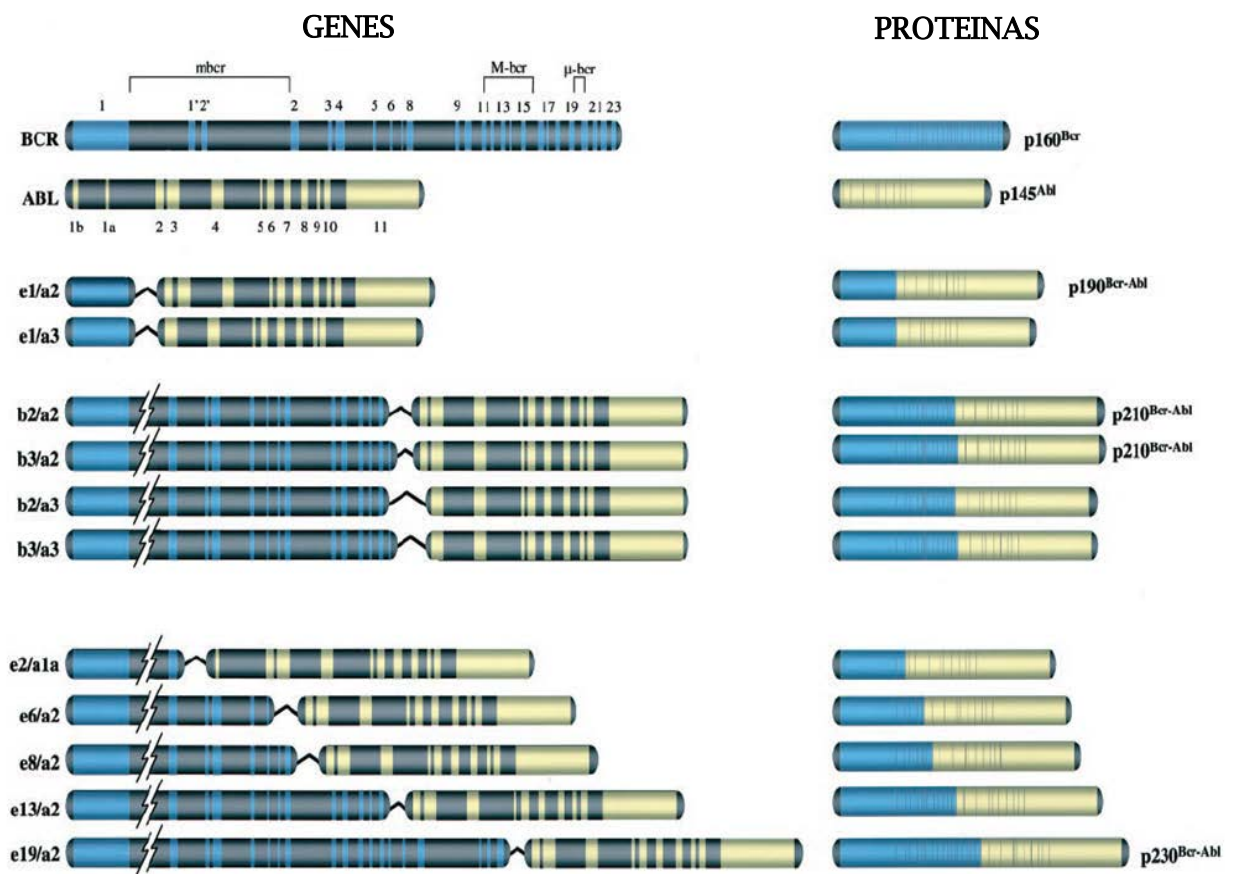 GENES
PROTEINAS
mbcr
M-bcr
μ-bcr
1 1' 2' 2 3 4 5 6 8 9 11 13 15 17 19 21 23
BCR
p160Bcr
ABL
p145Abl
1b 1a 2 3 4 5 6 7 8 9 10 11
e1/a2
p190Bcr-Abl
e1/a3
b2/a2
p210Bcr-Abl
b3/a2
p210Bcr-Abl
b2/a3
b3/a3
e2/a1a
e6/a2
e8/a2
e13/a2
e19/a2
p230Bcr-Abl